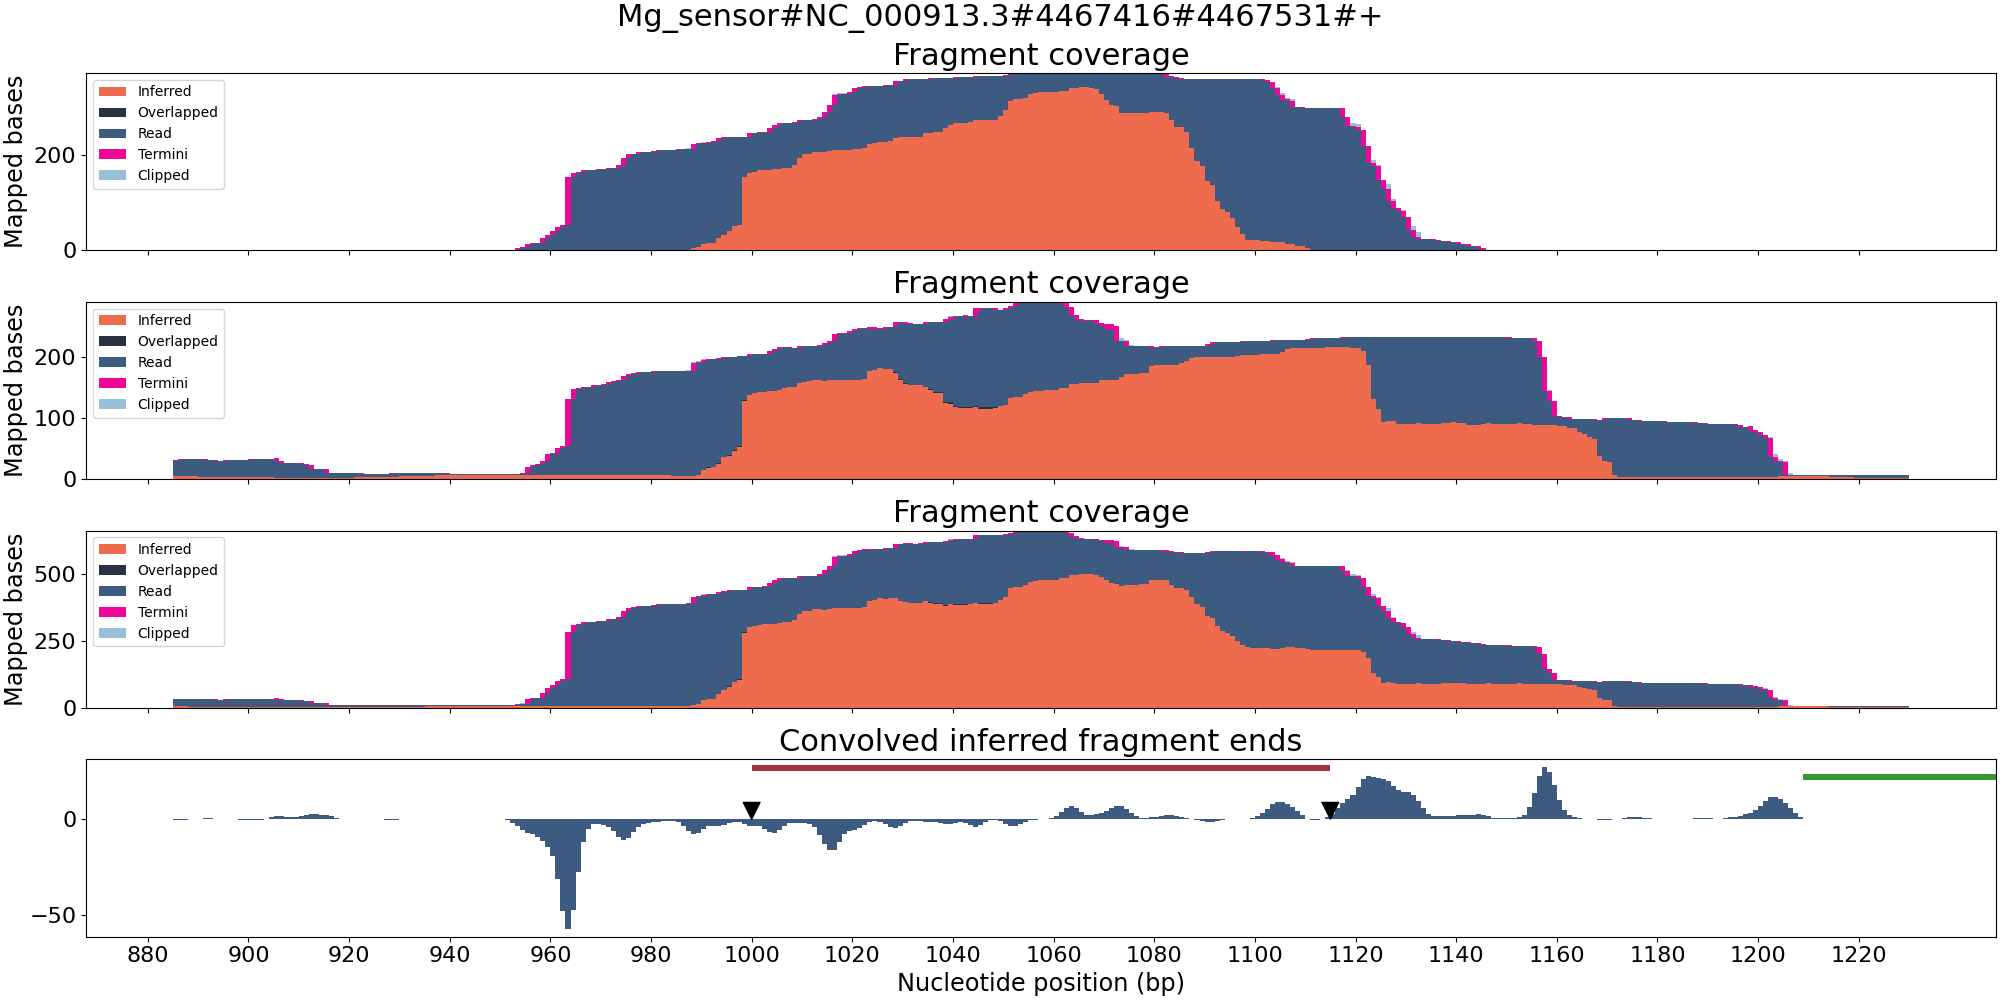 Mg_sensor#NC_000913.3#4467416#4467531#+
Fragment coverage
Mapped bases
200
0
Inferred
Overlapped
Read
Termini
Clipped
Fragment coverage
Mapped bases
200
100
0
Inferred
Overlapped
Read
Termini
Clipped
Fragment coverage
Mapped bases
500
250
0
Inferred
Overlapped
Read
Termini
Clipped
Convolved inferred fragment ends
0
−50
880 900 920 940 960 980 1000 1020 1040 1060 1080 1100 1120 1140 1160 1180 1200 1220
Nucleotide position (bp)